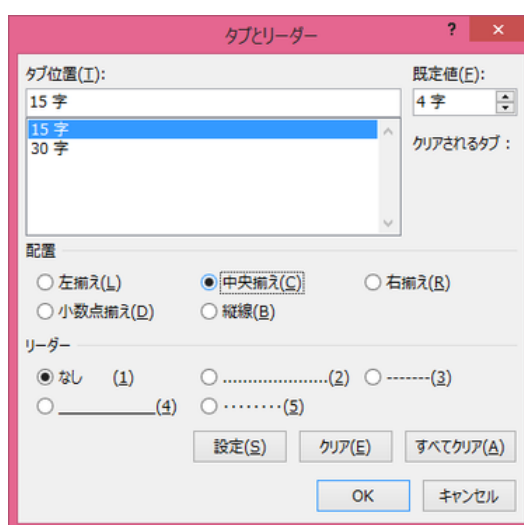 タブとリーダー ? ×
タブ位置(T): 既定値(F):
15 字 4 字
15 字 クリアされるタブ：
30 字
配置
左揃え(L) 中央揃え(C) 右揃え(R)
小数点揃え(D) 縦線(B)
リーダー
なし (1) .....................(2) -------(3)
____________(4) ········(5)
設定(S) クリア(E) すべてクリア(A)
OK キャンセル